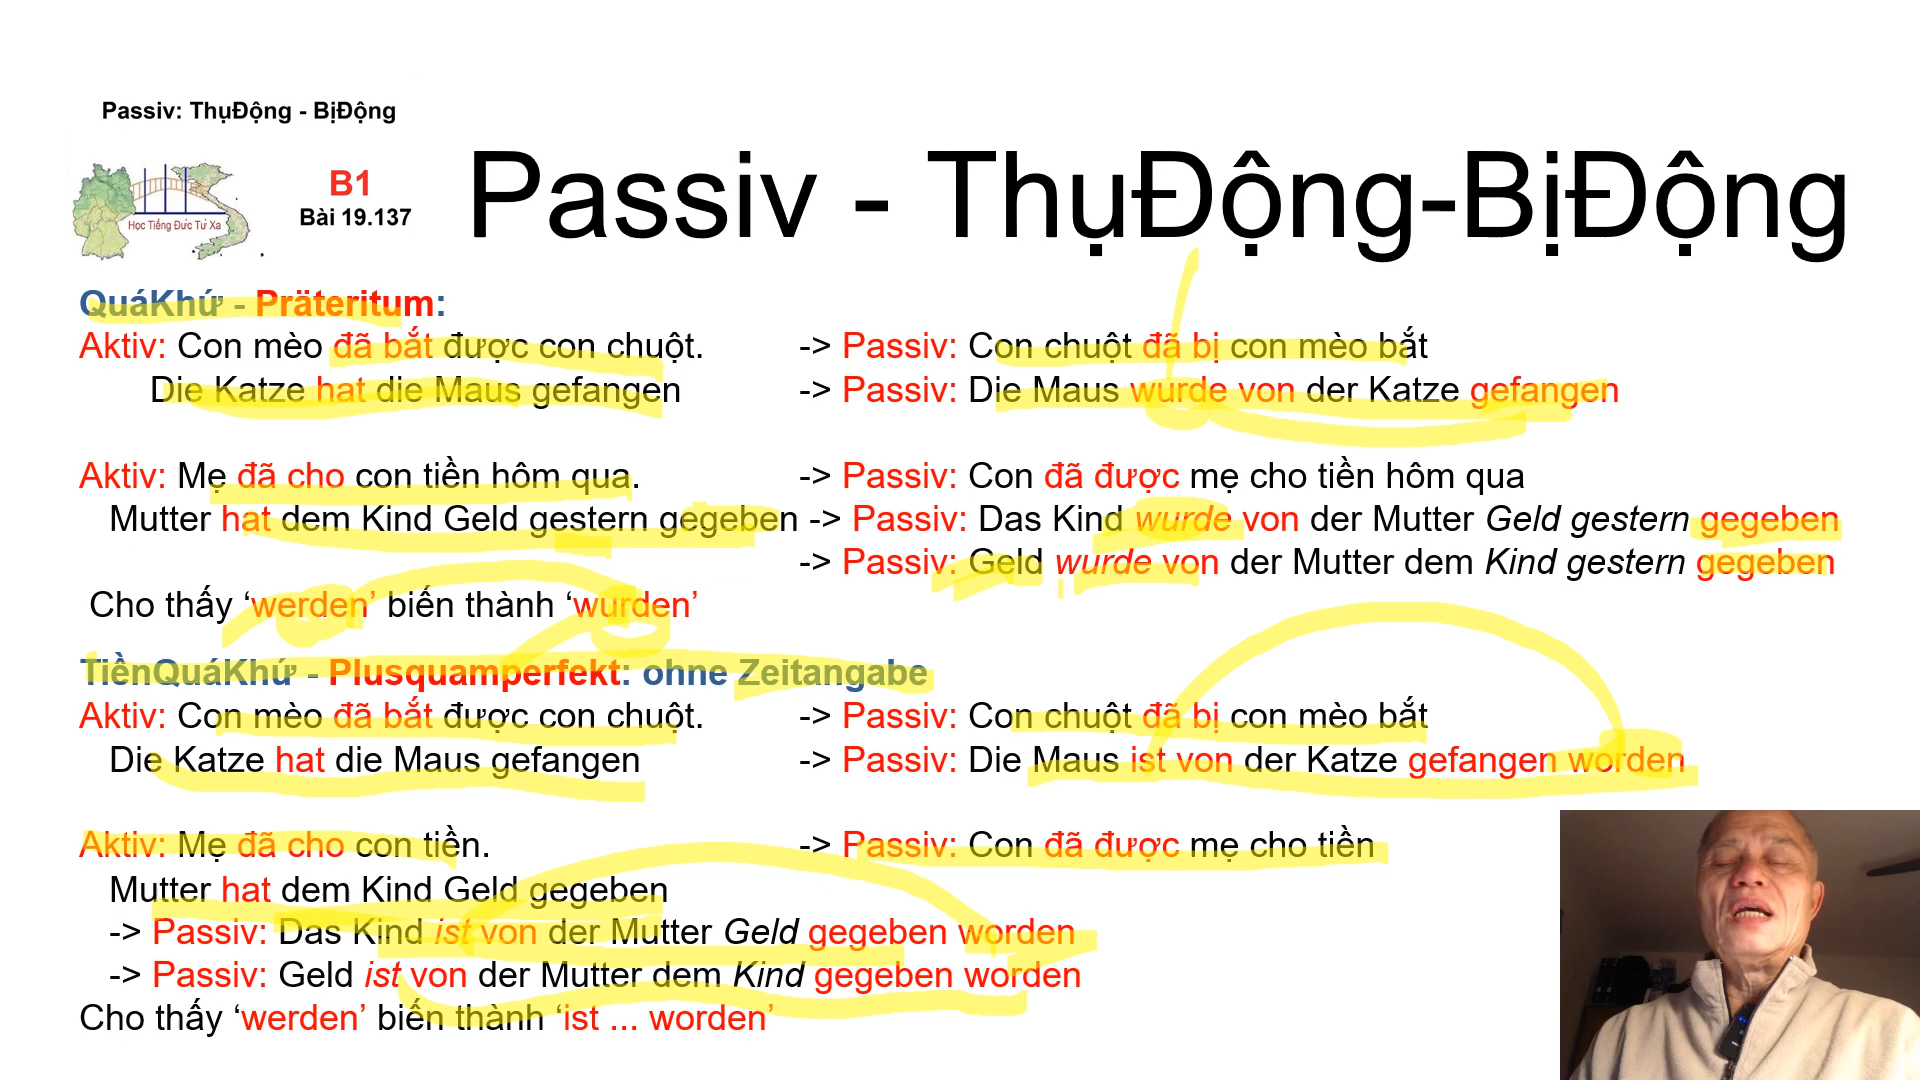 Passiv: ThụĐộng - BịĐộng
Học Tiếng Đức Từ Xa
B1
Bài 19.137
Passiv - ThụĐộng-BịĐộng
QuáKhứ - Präteritum:
Aktiv: Con mèo đã bắt được con chuột. -> Passiv: Con chuột đã bị con mèo bắt
Die Katze hat die Maus gefangen -> Passiv: Die Maus wurde von der Katze gefangen
Aktiv: Mẹ đã cho con tiền hôm qua. -> Passiv: Con đã được mẹ cho tiền hôm qua
Mutter hat dem Kind Geld gestern gegeben -> Passiv: Das Kind wurde von der Mutter Geld gestern gegeben
-> Passiv: Geld wurde von der Mutter dem Kind gestern gegeben
Cho thấy ‘werden’ biến thành ‘wurden’
TiềnQuáKhứ - Plusquamperfekt: ohne Zeitangabe
Aktiv: Con mèo đã bắt được con chuột. -> Passiv: Con chuột đã bị con mèo bắt
Die Katze hat die Maus gefangen -> Passiv: Die Maus ist von der Katze gefangen worden
Aktiv: Mẹ đã cho con tiền. -> Passiv: Con đã được mẹ cho tiền
Mutter hat dem Kind Geld gegeben
-> Passiv: Das Kind ist von der Mutter Geld gegeben worden
-> Passiv: Geld ist von der Mutter dem Kind gegeben worden
Cho thấy ‘werden’ biến thành ‘ist ... worden’